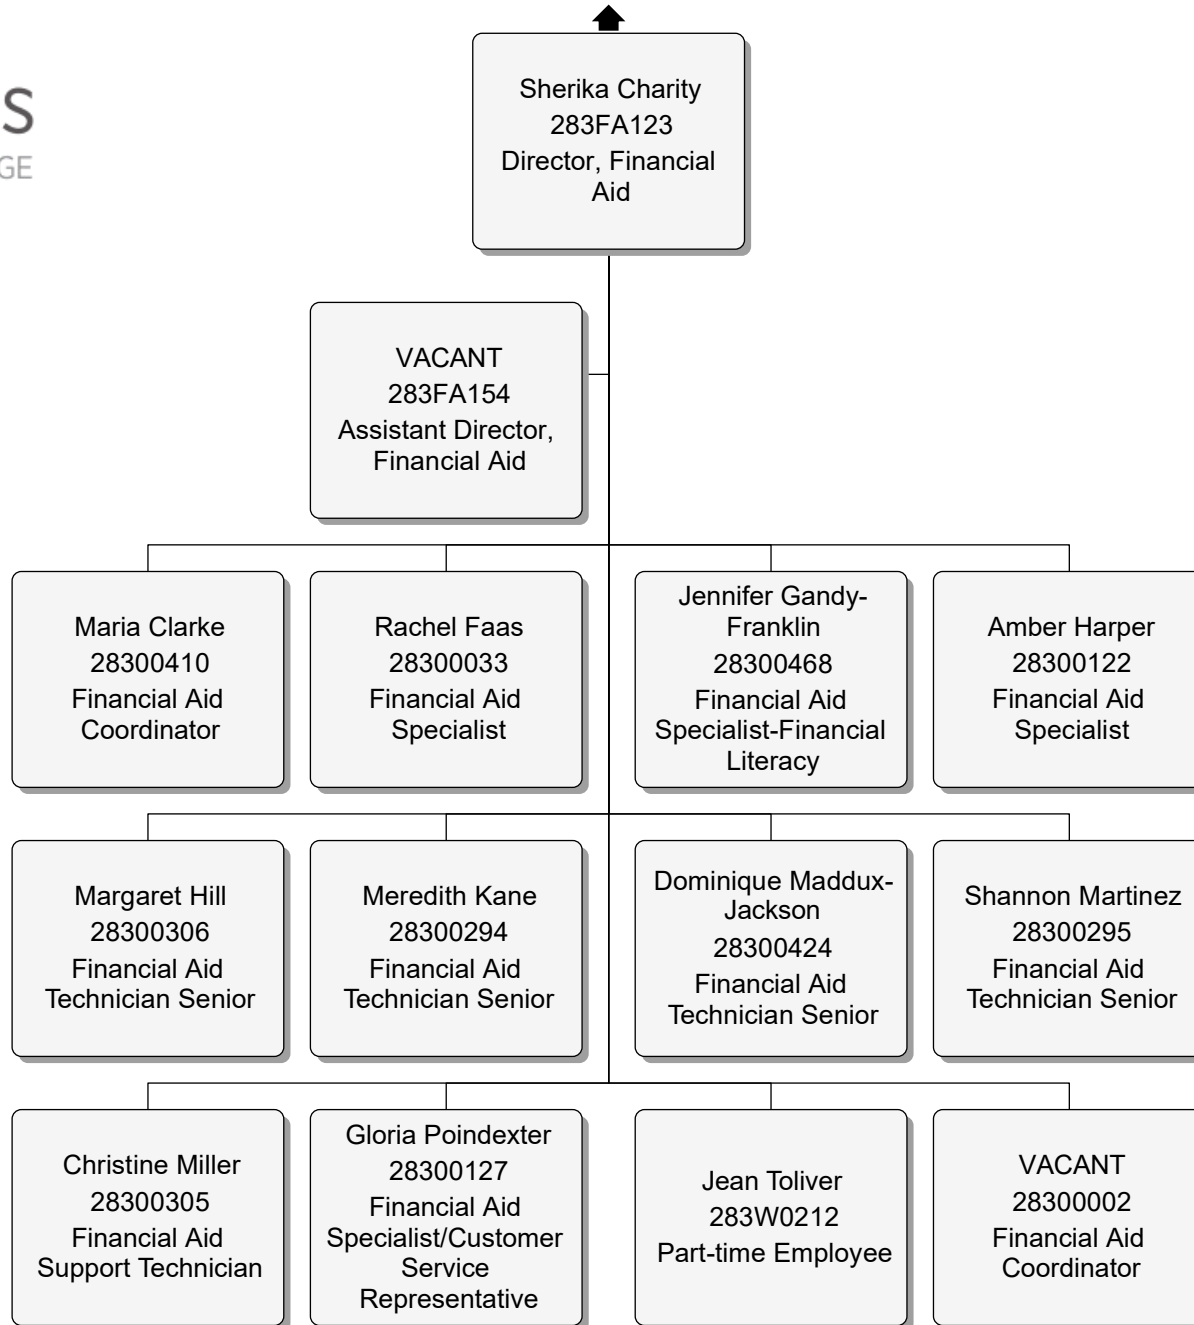 S
GE
Sherika Charity
283FA123
Director, Financial
Aid
VACANT
283FA154
Assistant Director,
Financial Aid
Maria Clarke
28300410
Financial Aid
Coordinator
Rachel Faas
28300033
Financial Aid
Specialist
Jennifer Gandy-
Franklin
28300468
Financial Aid
Specialist-Financial
Literacy
Amber Harper
28300122
Financial Aid
Specialist
Margaret Hill
28300306
Financial Aid
Technician Senior
Meredith Kane
28300294
Financial Aid
Technician Senior
Dominique Maddux-
Jackson
28300424
Financial Aid
Technician Senior
Shannon Martinez
28300295
Financial Aid
Technician Senior
Christine Miller
28300305
Financial Aid
Support Technician
Gloria Poindexter
28300127
Financial Aid
Specialist/Customer
Service
Representative
Jean Toliver
283W0212
Part-time Employee
VACANT
28300002
Financial Aid
Coordinator